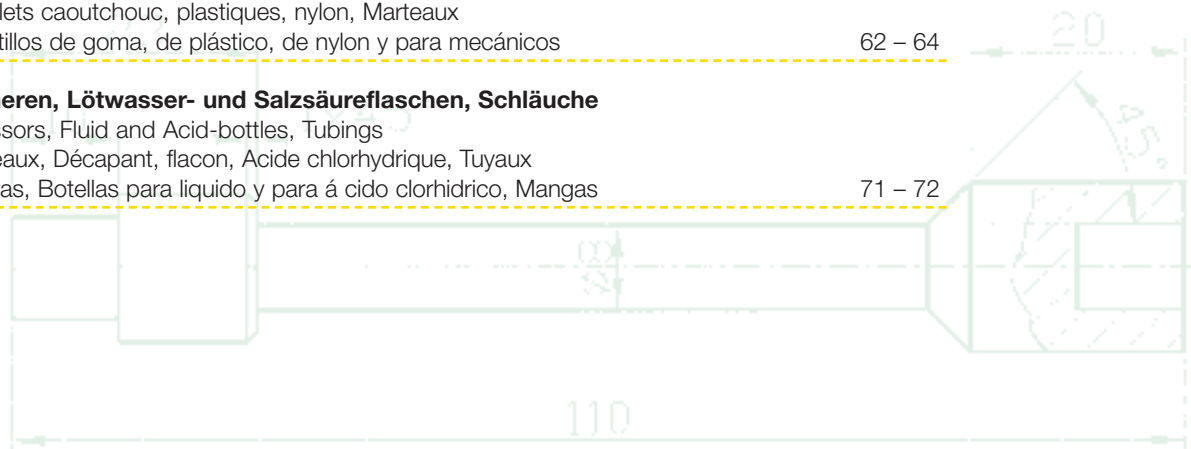 lets caoutchouc, plastiques, nylon, Marteaux
tillos de goma, de plástico, de nylon y para mecánicos 62 – 64
eren, Lötwasser- und Salzsäureflaschen, Schläuche
ssors, Fluid and Acid-bottles, Tubings
eaux, Décapant, flacon, Acide chlorhydrique, Tuyaux
as, Botellas para liquido y para á cido clorhidrico, Mangas 71 – 72
20
45°
110